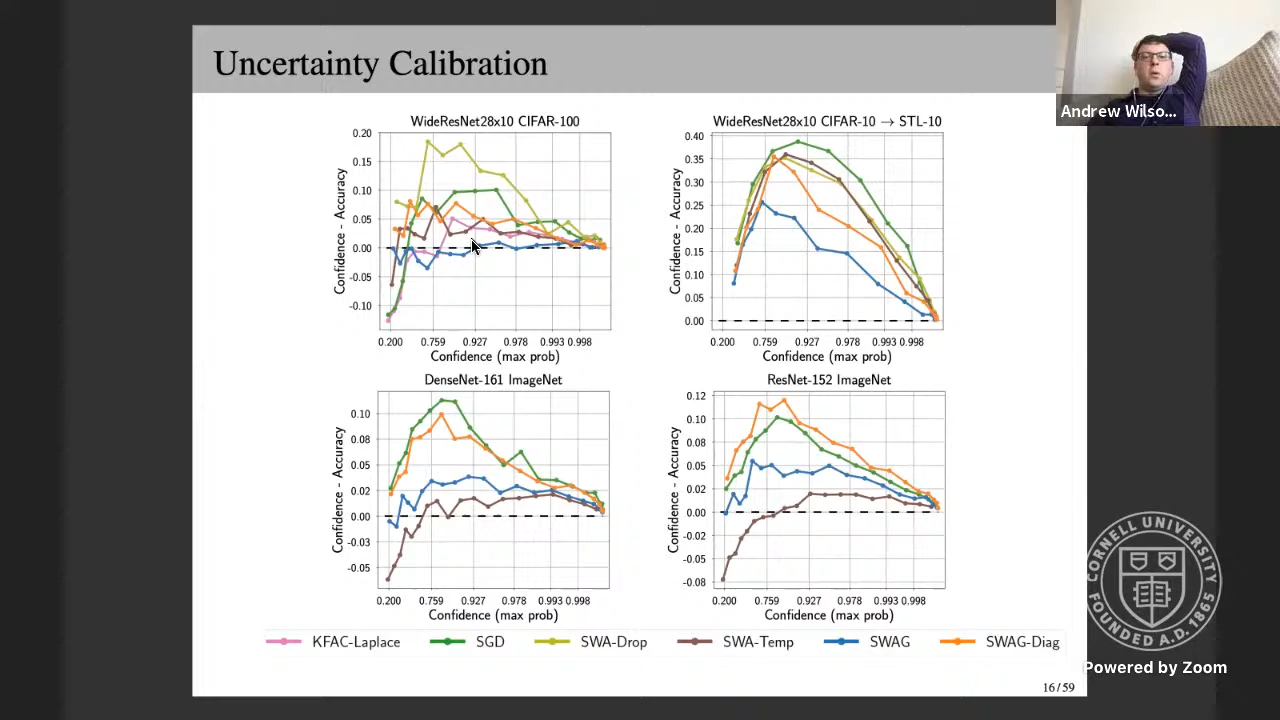 Uncertainty Calibration
Andrew Wilso...
WideResNet28x10 CIFAR-100
0.20
0.15
0.10
0.05
0.00
-0.05
-0.10
Confidence - Accuracy
0.200 0.759 0.927 0.978 0.993 0.998
Confidence (max prob)
WideResNet28x10 CIFAR-10 → STL-10
0.40
0.35
0.30
0.25
0.20
0.15
0.10
0.05
0.00
Confidence - Accuracy
0.200 0.759 0.927 0.978 0.993 0.998
Confidence (max prob)
DenseNet-161 ImageNet
0.10
0.08
0.05
0.02
0.00
-0.03
-0.05
Confidence - Accuracy
0.200 0.759 0.927 0.978 0.993 0.998
Confidence (max prob)
ResNet-152 ImageNet
0.12
0.10
0.08
0.05
0.02
0.00
-0.02
-0.05
-0.08
Confidence - Accuracy
0.200 0.759 0.927 0.978 0.993 0.998
Confidence (max prob)
KFAC-Laplace SGD SWA-Drop SWA-Temp SWAG SWAG-Diag
16/59
CORNELL UNIVERSITY
FOUNDED A.D. 1865
Powered by Zoom